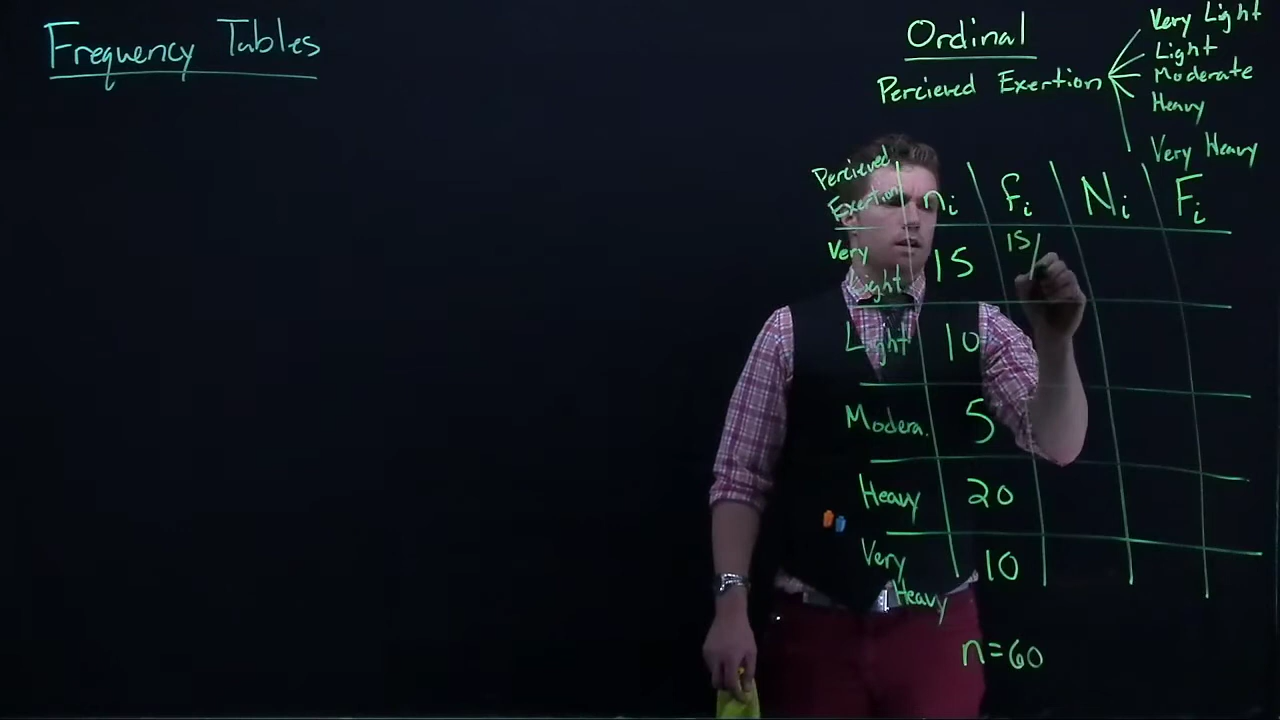 Frequency Tables
Ordinal
Percieved Exertion
Very Light
Light
Moderate
Heavy
Very Heavy
Percieved Exertion nᵢ fᵢ Nᵢ Fᵢ
Very Light 15 15/
Light 10
Modera. 5
Heavy 20
Very Heavy 10
n=60